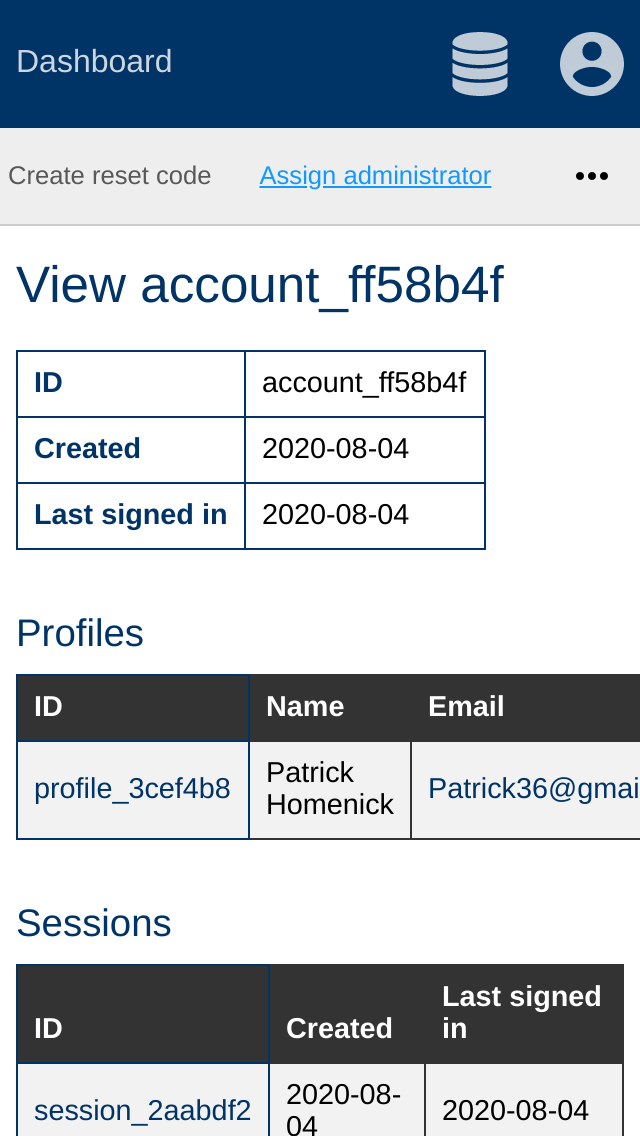 Dashboard
Create reset code Assign administrator
View account_ff58b4f
ID account_ff58b4f
Created 2020-08-04
Last signed in 2020-08-04
Profiles
ID Name Email
profile_3cef4b8 Patrick Homenick Patrick36@gmai
Sessions
ID Created Last signed in
session_2aabdf2 2020-08-04 2020-08-04